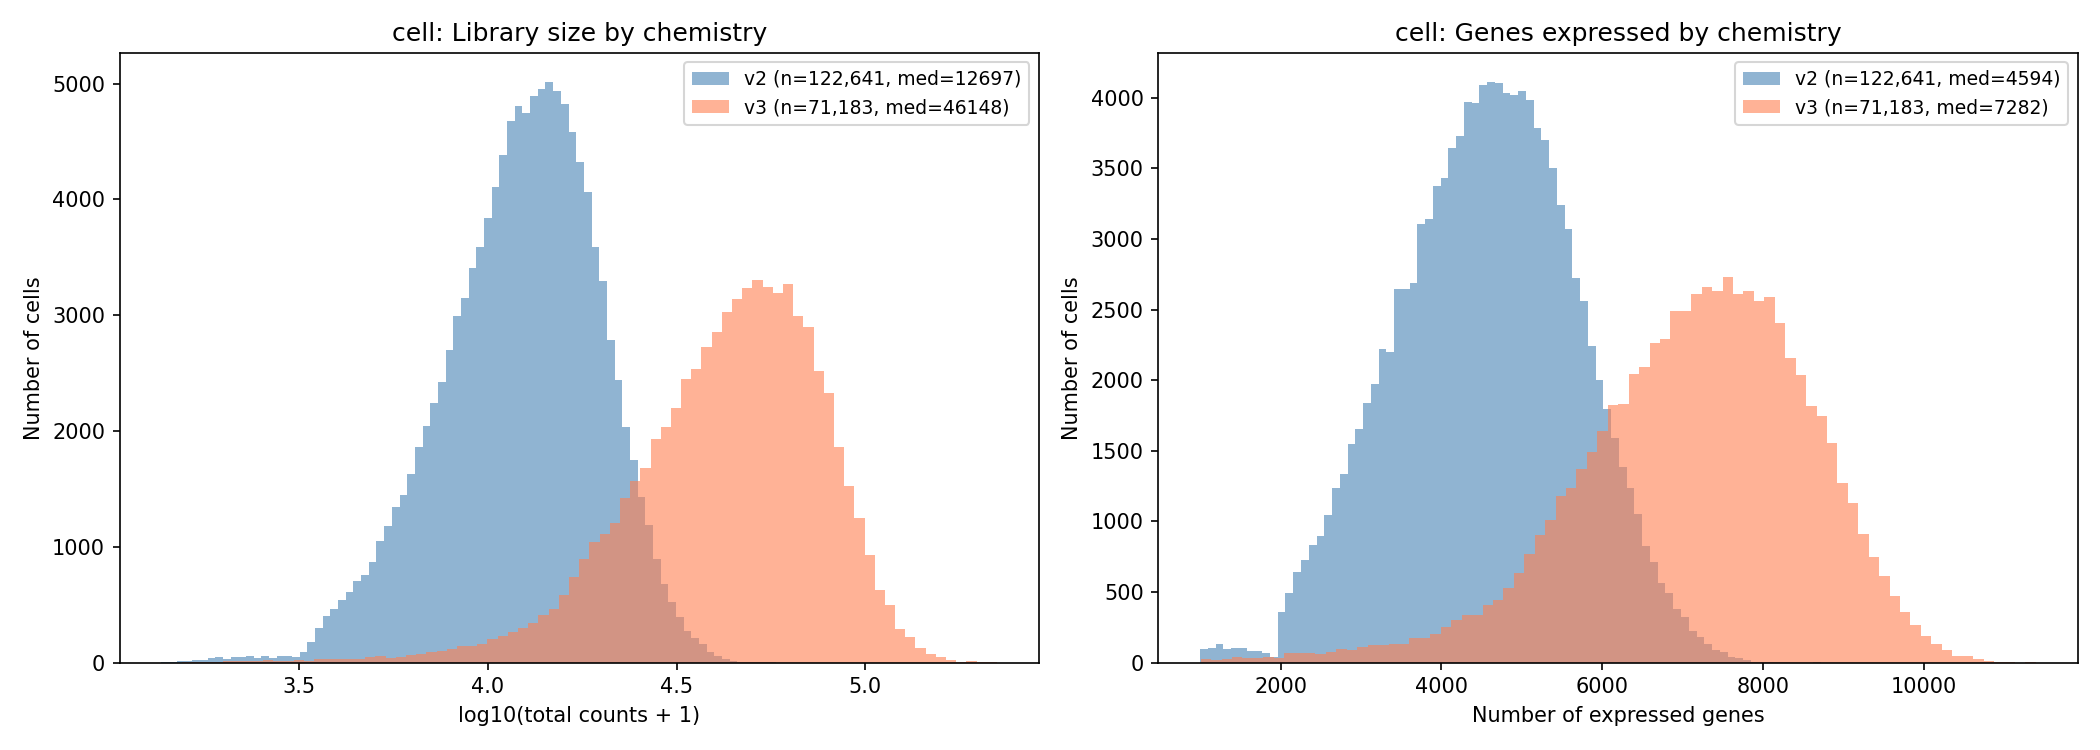 cell: Library size by chemistry
v2 (n=122,641, med=12697)
v3 (n=71,183, med=46148)
Number of cells
5000
4000
3000
2000
1000
0
3.5 4.0 4.5 5.0
log10(total counts + 1)
cell: Genes expressed by chemistry
v2 (n=122,641, med=4594)
v3 (n=71,183, med=7282)
Number of cells
4000
3500
3000
2500
2000
1500
1000
500
0
2000 4000 6000 8000 10000
Number of expressed genes